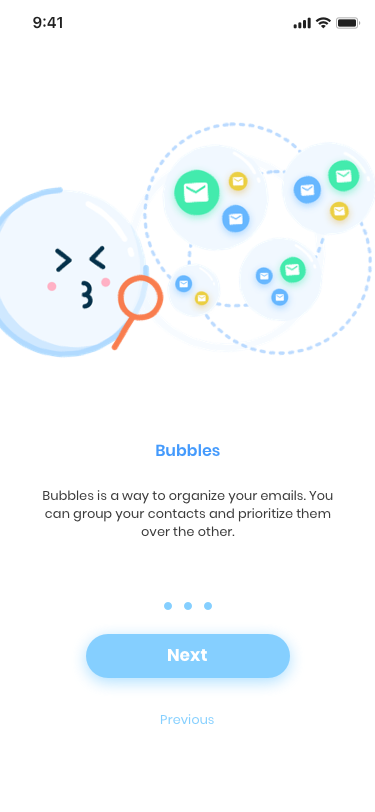 9:41
Bubbles
Bubbles is a way to organize your emails. You
can group your contacts and prioritize them
over the other.
Next
Previous